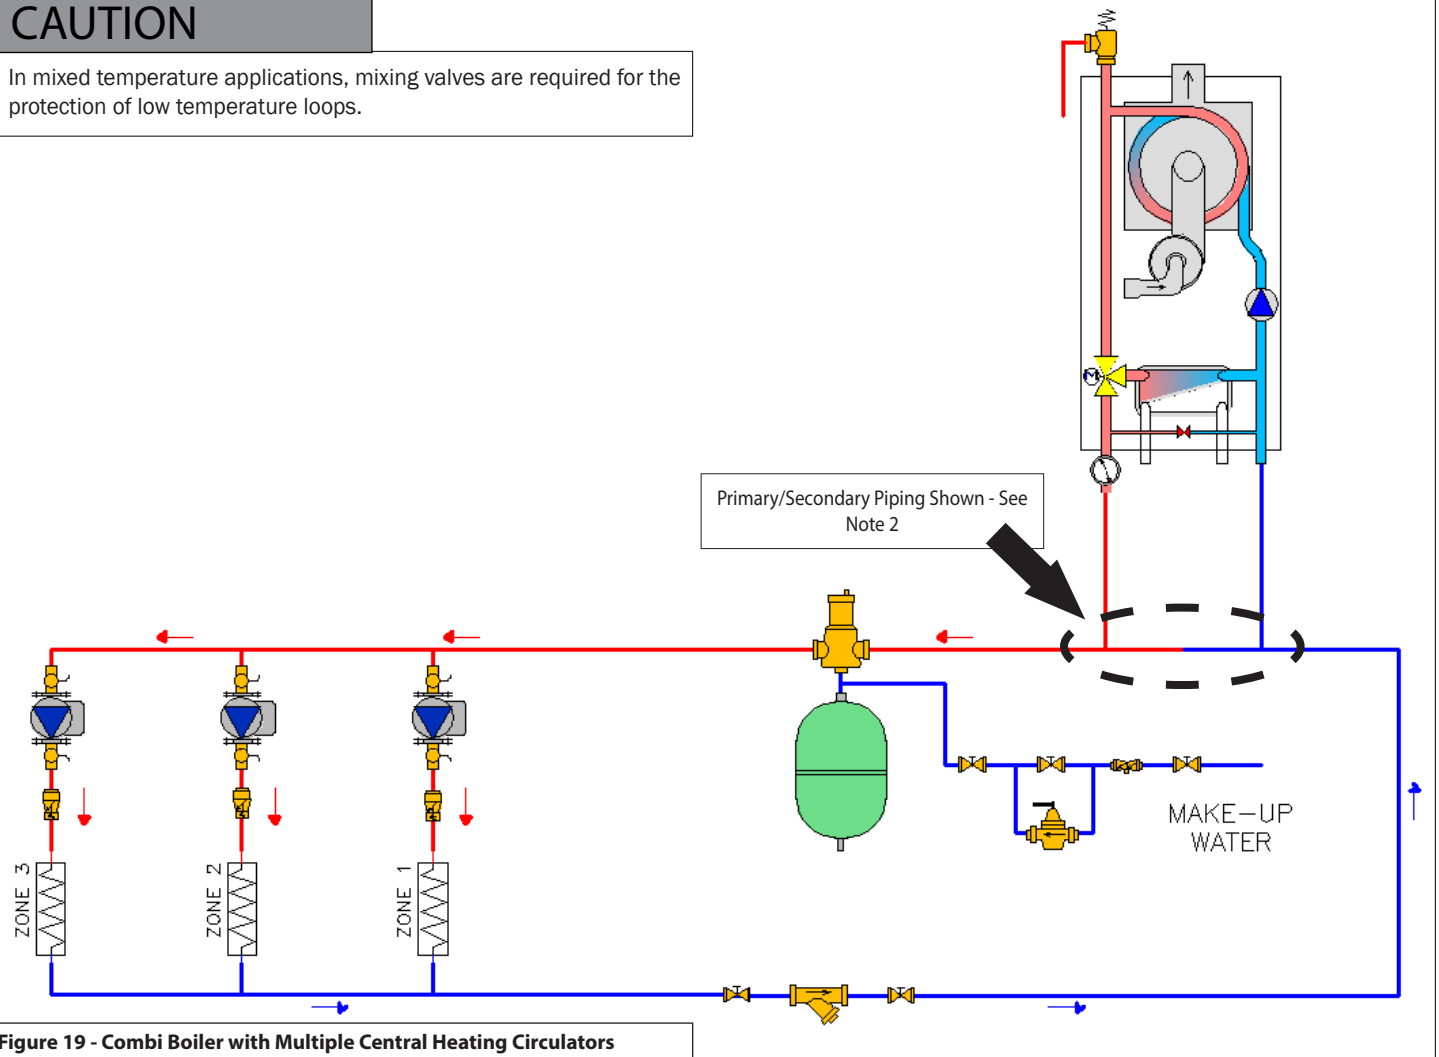 CAUTION
In mixed temperature applications, mixing valves are required for the
protection of low temperature loops.
M
Primary/Secondary Piping Shown - See
Note 2
MAKE-UP
WATER
ZONE 3
ZONE 2
ZONE 1
Figure 19 - Combi Boiler with Multiple Central Heating Circulators